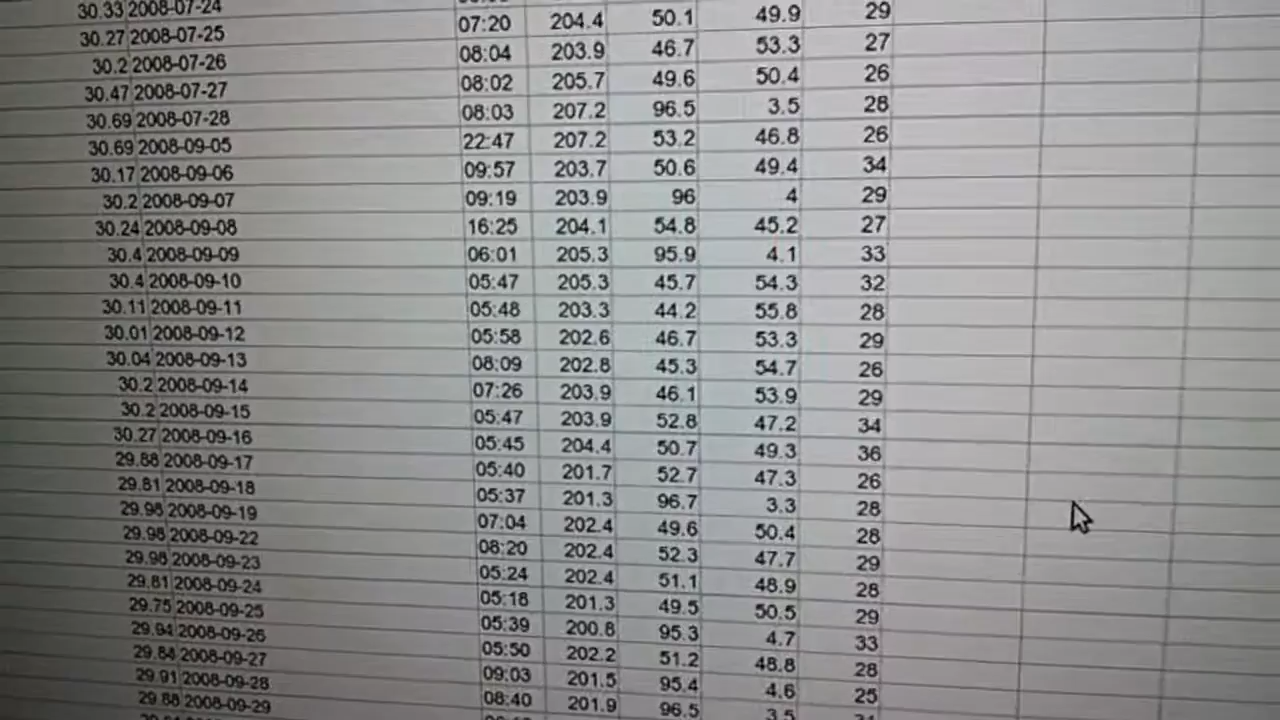 30.33 2008-07-24
30.27 2008-07-25 07:20 204.4 50.1 49.9 29
30.2 2008-07-26 08:04 203.9 46.7 53.3 27
30.47 2008-07-27 08:02 205.7 49.6 50.4 26
30.69 2008-07-28 08:03 207.2 96.5 3.5 28
30.69 2008-09-05 22:47 207.2 53.2 46.8 26
30.17 2008-09-06 09:57 203.7 50.6 49.4 34
30.2 2008-09-07 09:19 203.9 96 4 29
30.24 2008-09-08 16:25 204.1 54.8 45.2 27
30.4 2008-09-09 06:01 205.3 95.9 4.1 33
30.4 2008-09-10 05:47 205.3 45.7 54.3 32
30.11 2008-09-11 05:48 203.3 44.2 55.8 28
30.01 2008-09-12 05:58 202.6 46.7 53.3 29
30.04 2008-09-13 08:09 202.8 45.3 54.7 26
30.2 2008-09-14 07:26 203.9 46.1 53.9 29
30.2 2008-09-15 05:47 203.9 52.8 47.2 34
30.27 2008-09-16 05:45 204.4 50.7 49.3 36
29.88 2008-09-17 05:40 201.7 52.7 47.3 26
29.81 2008-09-18 05:37 201.3 96.7 3.3 28
29.98 2008-09-19 07:04 202.4 49.6 50.4 28
29.98 2008-09-22 08:20 202.4 52.3 47.7 29
29.98 2008-09-23 05:24 202.4 51.1 48.9 28
29.81 2008-09-24 05:18 201.3 49.5 50.5 29
29.75 2008-09-25 05:39 200.8 95.3 4.7 33
29.94 2008-09-26 05:50 202.2 51.2 48.8 28
29.84 2008-09-27 09:03 201.5 95.4 4.6 25
29.91 2008-09-28 08:40 201.9 96.5 3.5
29.88 2008-09-29